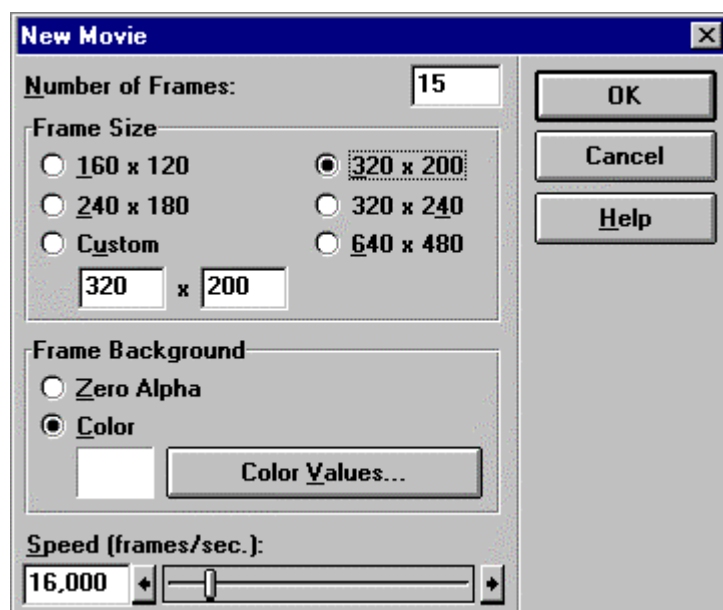 New Movie
Number of Frames: 15
OK
Cancel
Help
Frame Size
160 x 120
320 x 200
240 x 180
320 x 240
Custom
640 x 480
320 x 200
Frame Background
Zero Alpha
Color
Color Values...
Speed (frames/sec.):
16,000